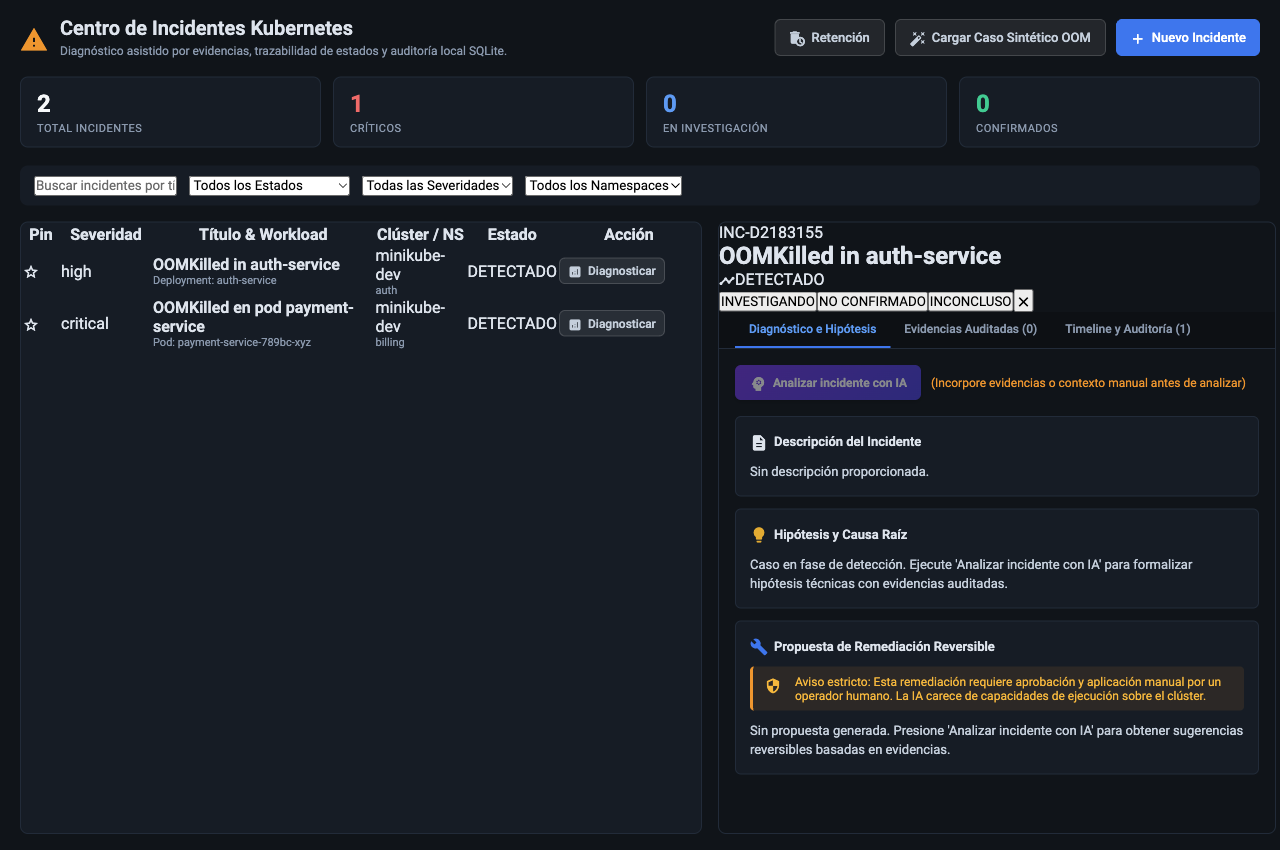 Centro de Incidentes Kubernetes
Diagnóstico asistido por evidencias, trazabilidad de estados y auditoría local SQLite.
Retención
Cargar Caso Sintético OOM
+ Nuevo Incidente
2
TOTAL INCIDENTES
1
CRÍTICOS
0
EN INVESTIGACIÓN
0
CONFIRMADOS
Buscar incidentes por tí
Todos los Estados
Todas las Severidades
Todos los Namespaces
Pin Severidad Título & Workload Clúster / NS Estado Acción
high
OOMKilled in auth-service
Deployment: auth-service
minikube-
dev
auth
DETECTADO
Diagnosticar
critical
OOMKilled en pod payment-
service
Pod: payment-service-789bc-xyz
minikube-
dev
billing
DETECTADO
Diagnosticar
INC-D2183155
OOMKilled in auth-service
DETECTADO
INVESTIGANDO NO CONFIRMADO INCONCLUSO ✕
Diagnóstico e Hipótesis
Evidencias Auditadas (0)
Timeline y Auditoría (1)
Analizar incidente con IA
(Incorpore evidencias o contexto manual antes de analizar)
Descripción del Incidente
Sin descripción proporcionada.
Hipótesis y Causa Raíz
Caso en fase de detección. Ejecute 'Analizar incidente con IA' para formalizar
hipótesis técnicas con evidencias auditadas.
Propuesta de Remediación Reversible
Aviso estricto: Esta remediación requiere aprobación y aplicación manual por un
operador humano. La IA carece de capacidades de ejecución sobre el clúster.
Sin propuesta generada. Presione 'Analizar incidente con IA' para obtener sugerencias
reversibles basadas en evidencias.